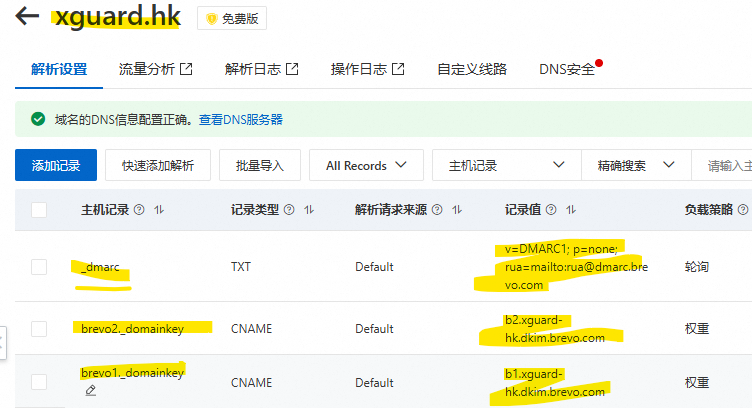 xguard.hk 免费版
解析设置 流量分析 解析日志 操作日志 自定义线路 DNS安全
域名的DNS信息配置正确。查看DNS服务器
添加记录 快速添加解析 批量导入 All Records 主机记录 精确搜索 请输入主
主机记录 记录类型 解析请求来源 记录值 负载策略
_dmarc TXT Default v=DMARC1; p=none;
rua=mailto:rua@dmarc.br
evo.com 轮询
brevo2._domainkey CNAME Default b2.xguard-
hk.dkim.brevo.com 权重
brevo1._domainkey CNAME Default b1.xguard-
hk.dkim.brevo.com 权重